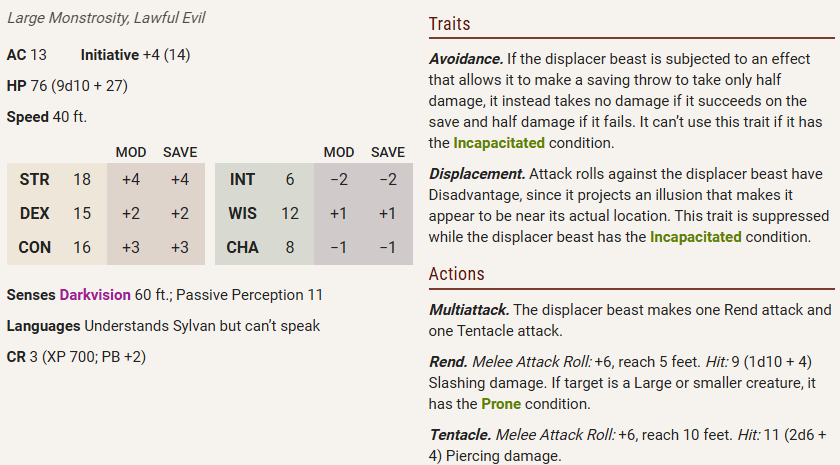 Large Monstrosity, Lawful Evil
AC 13 Initiative +4 (14)
HP 76 (9d10 + 27)
Speed 40 ft.
MOD SAVE MOD SAVE
STR 18 +4 +4 INT 6 −2 −2
DEX 15 +2 +2 WIS 12 +1 +1
CON 16 +3 +3 CHA 8 −1 −1
Senses Darkvision 60 ft.; Passive Perception 11
Languages Understands Sylvan but can’t speak
CR 3 (XP 700; PB +2)
Traits
Avoidance. If the displacer beast is subjected to an effect
that allows it to make a saving throw to take only half
damage, it instead takes no damage if it succeeds on the
save and half damage if it fails. It can’t use this trait if it has
the Incapacitated condition.
Displacement. Attack rolls against the displacer beast have
Disadvantage, since it projects an illusion that makes it
appear to be near its actual location. This trait is suppressed
while the displacer beast has the Incapacitated condition.
Actions
Multiattack. The displacer beast makes one Rend attack and
one Tentacle attack.
Rend. Melee Attack Roll: +6, reach 5 feet. Hit: 9 (1d10 + 4)
Slashing damage. If target is a Large or smaller creature, it
has the Prone condition.
Tentacle. Melee Attack Roll: +6, reach 10 feet. Hit: 11 (2d6 +
4) Piercing damage.